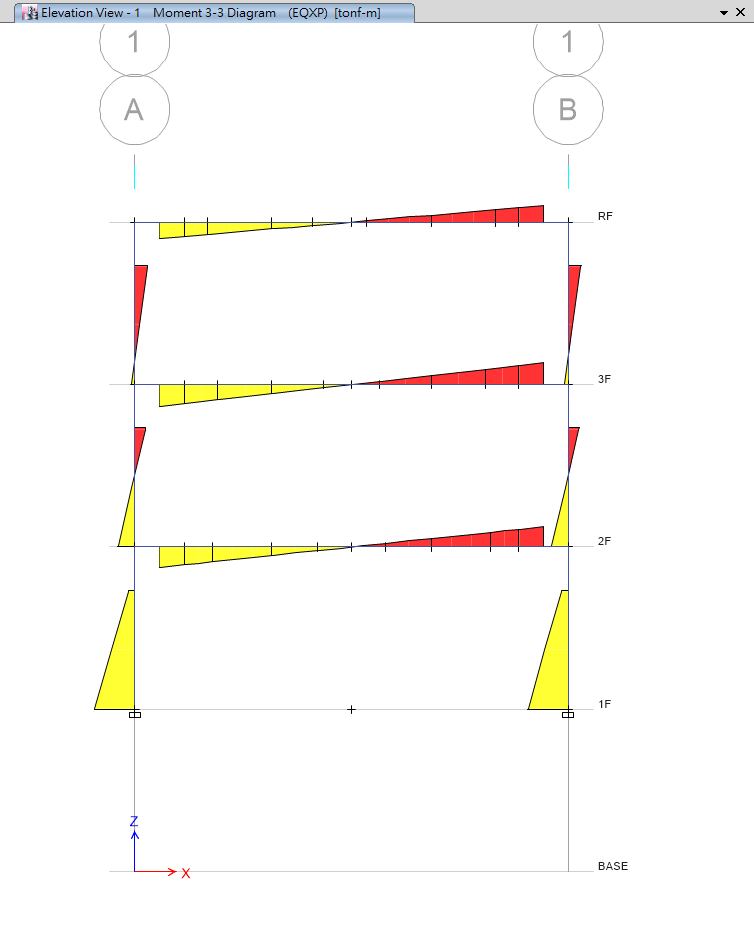 Elevation View - 1   Moment 3-3 Diagram   (EQXP)  [tonf-m]
1 1
A B
RF
3F
2F
1F
Z
X
BASE